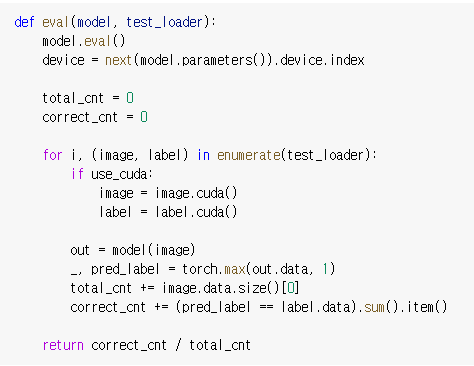 def eval(model, test_loader):
    model.eval()
    device = next(model.parameters()).device.index

    total_cnt = 0
    correct_cnt = 0

    for i, (image, label) in enumerate(test_loader):
        if use_cuda:
            image = image.cuda()
            label = label.cuda()

        out = model(image)
        _, pred_label = torch.max(out.data, 1)
        total_cnt += image.data.size()[0]
        correct_cnt += (pred_label == label.data).sum().item()

    return correct_cnt / total_cnt